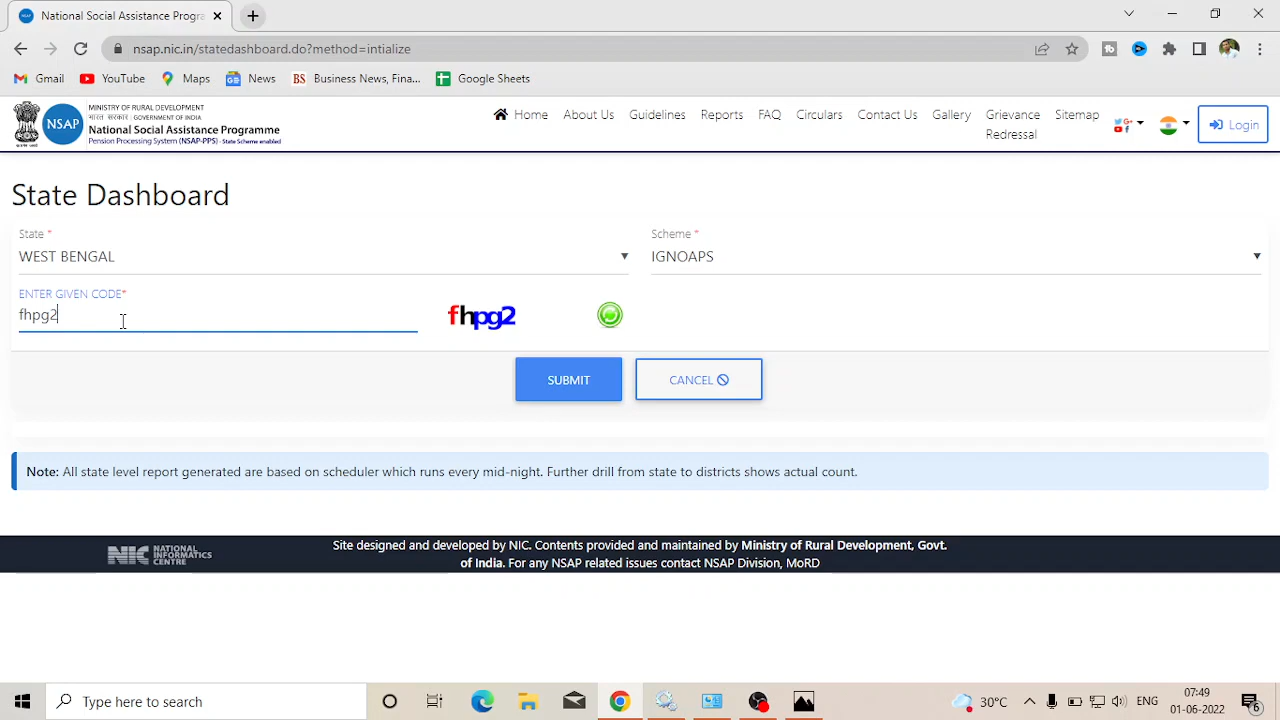 National Social Assistance Progra
nsap.nic.in/statedashboard.do?method=intialize
Gmail
YouTube
Maps
News
BS Business News, Fina...
Google Sheets
NSAP
MINISTRY OF RURAL DEVELOPMENT
भारत सरकार : GOVERNMENT OF INDIA
National Social Assistance Programme
Pension Processing System (NSAP-PPS) - State Scheme enabled
Home
About Us
Guidelines
Reports
FAQ
Circulars
Contact Us
Gallery
Grievance
Redressal
Sitemap
Login
State Dashboard
State *
Scheme *
WEST BENGAL
IGNOAPS
ENTER GIVEN CODE*
fhpg2
fhpg2
SUBMIT
CANCEL
Note: All state level report generated are based on scheduler which runs every mid-night. Further drill from state to districts shows actual count.
NIC NATIONAL
INFORMATICS
CENTRE
Site designed and developed by NIC. Contents provided and maintained by Ministry of Rural Development, Govt.
of India. For any NSAP related issues contact NSAP Division, MoRD
Type here to search
30°C
ENG
07:49
01-06-2022
6